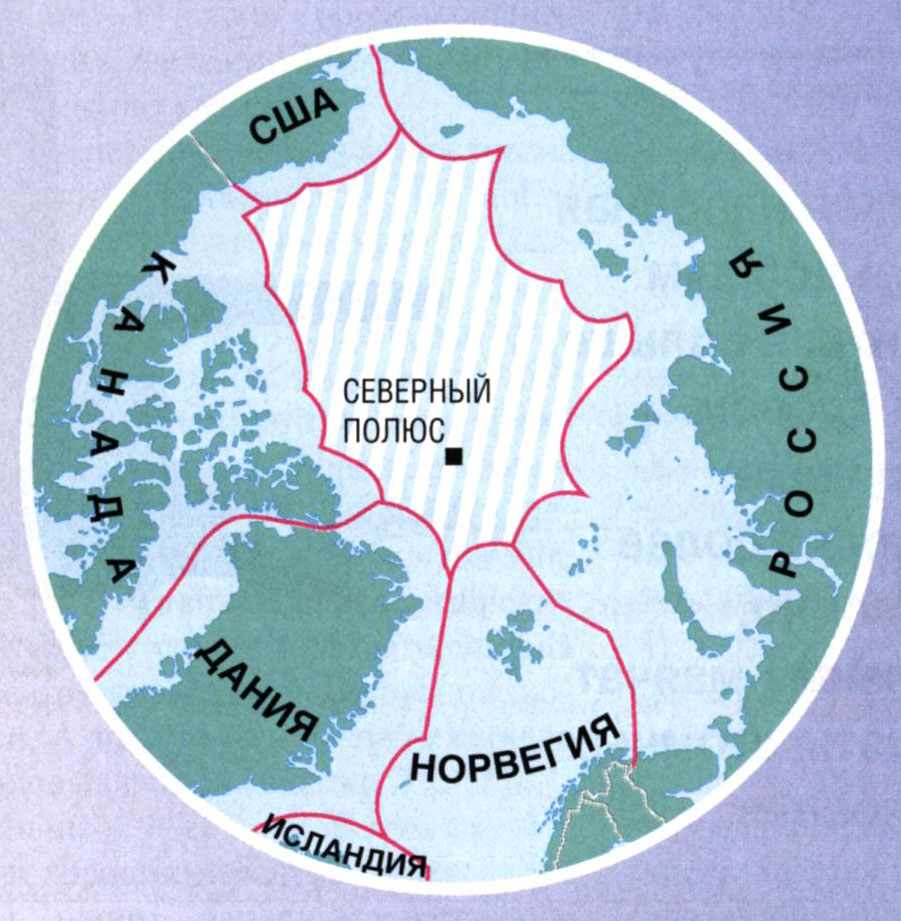 США
КАНАДА
РОССИЯ
СЕВЕРНЫЙ
ПОЛЮС
ДАНИЯ
НОРВЕГИЯ
ИСЛАНДИЯ